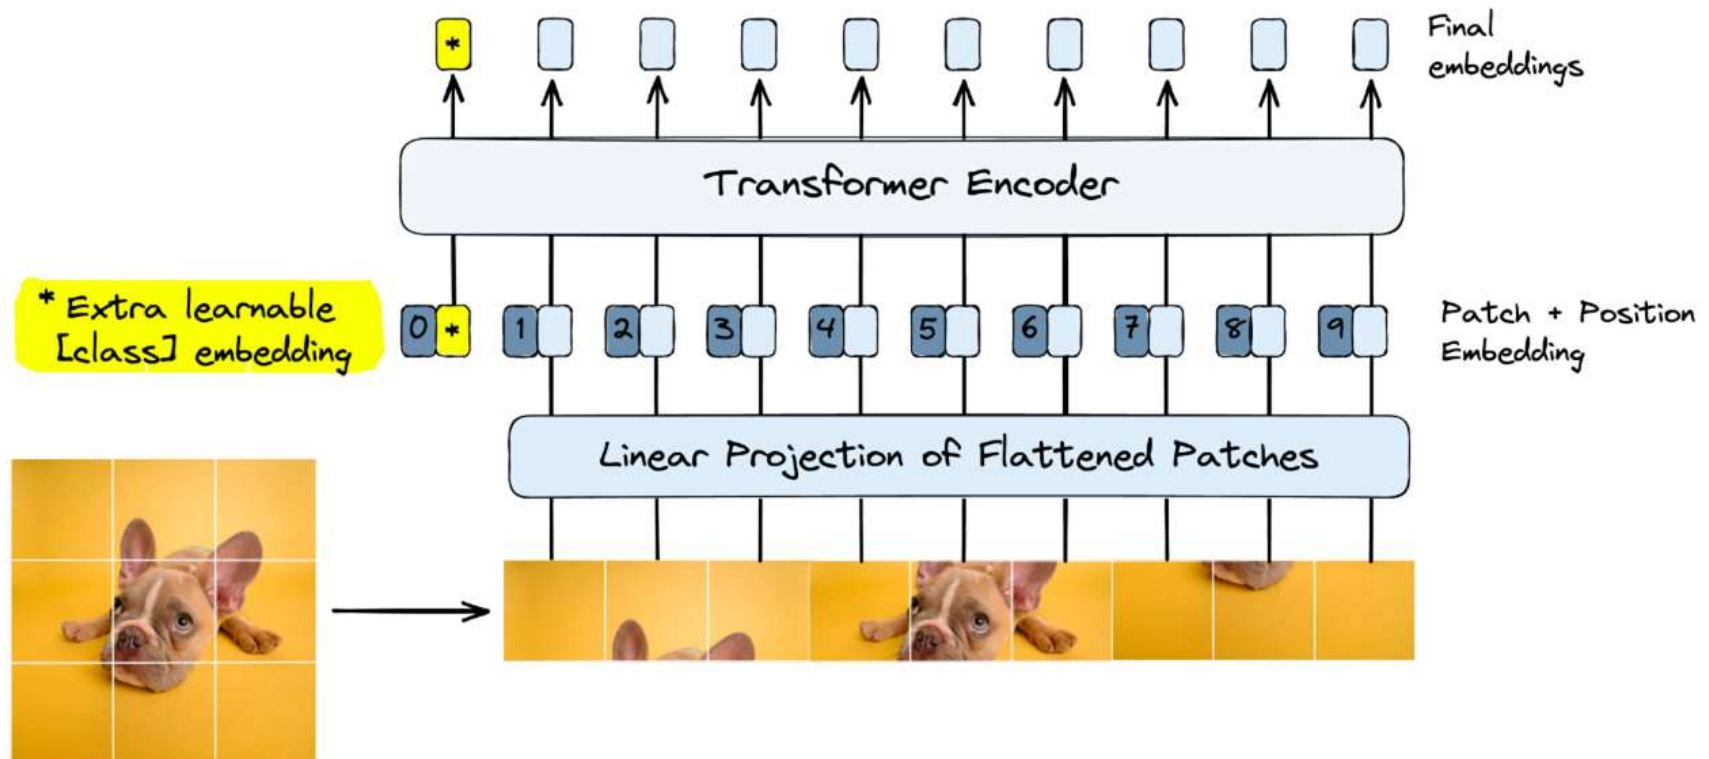 *
Final
embeddings
Transformer Encoder
* Extra learnable
[class] embedding
0 * 1 2 3 4 5 6 7 8 9
Patch + Position
Embedding
Linear Projection of Flattened Patches